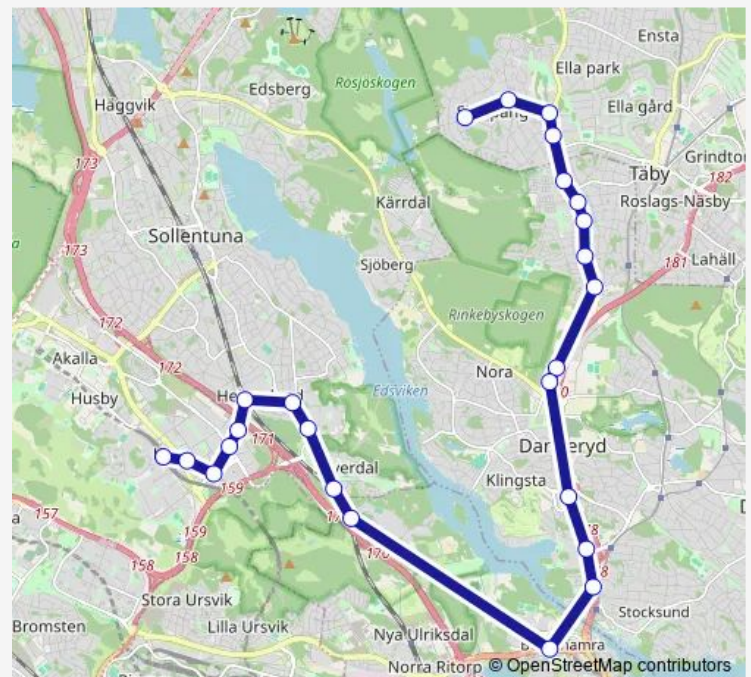 Ensta
Ella park
Rösjöskogen
Edsberg
Häggvik
Ella gård
Grindtor
173
Täby
182
Kärrdal
Roslags-Näsby
Sollentuna
173
Sjöberg
181
Lahäll
Rinkebyskogen
172
172
Akalla
Nora
Edsviken
Husby
171
Klingsta
159
157
170
159
158
158
Stora Ursvik
Stocksund
Bromsten
Lilla Ursvik
Nya Ulriksdal
Norra Ritorp
© OpenStreetMap contributors